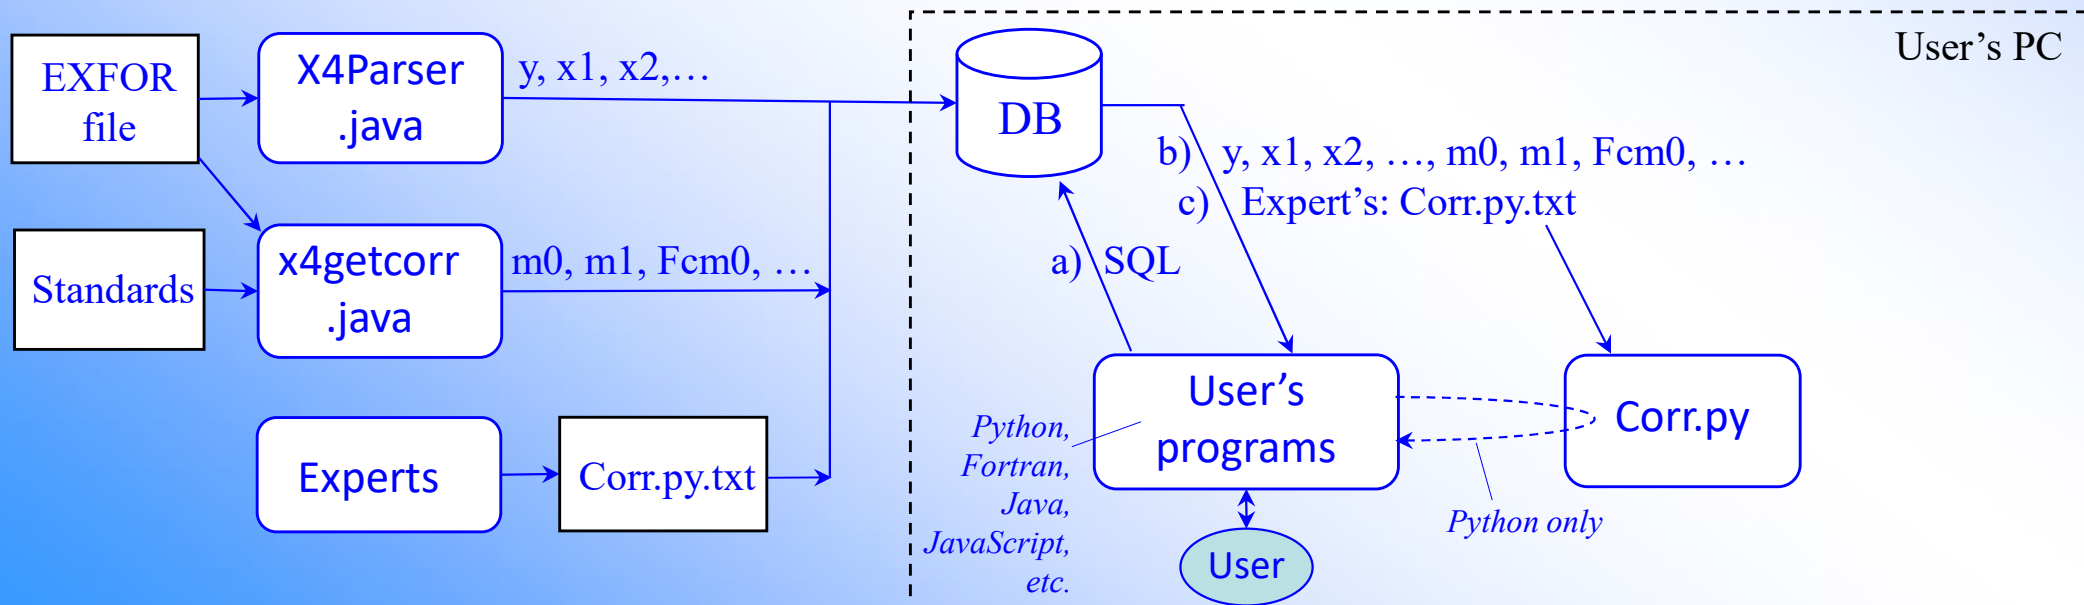 User’s PC
EXFOR
file
X4Parser
.java
y, x1, x2,…
DB
b) y, x1, x2, …, m0, m1, Fcm0, …
c) Expert’s: Corr.py.txt
a) SQL
Standards
x4getcorr
.java
m0, m1, Fcm0, …
Experts
Corr.py.txt
User’s
programs
Corr.py
Python,
Fortran,
Java,
JavaScript,
etc.
Python only
User